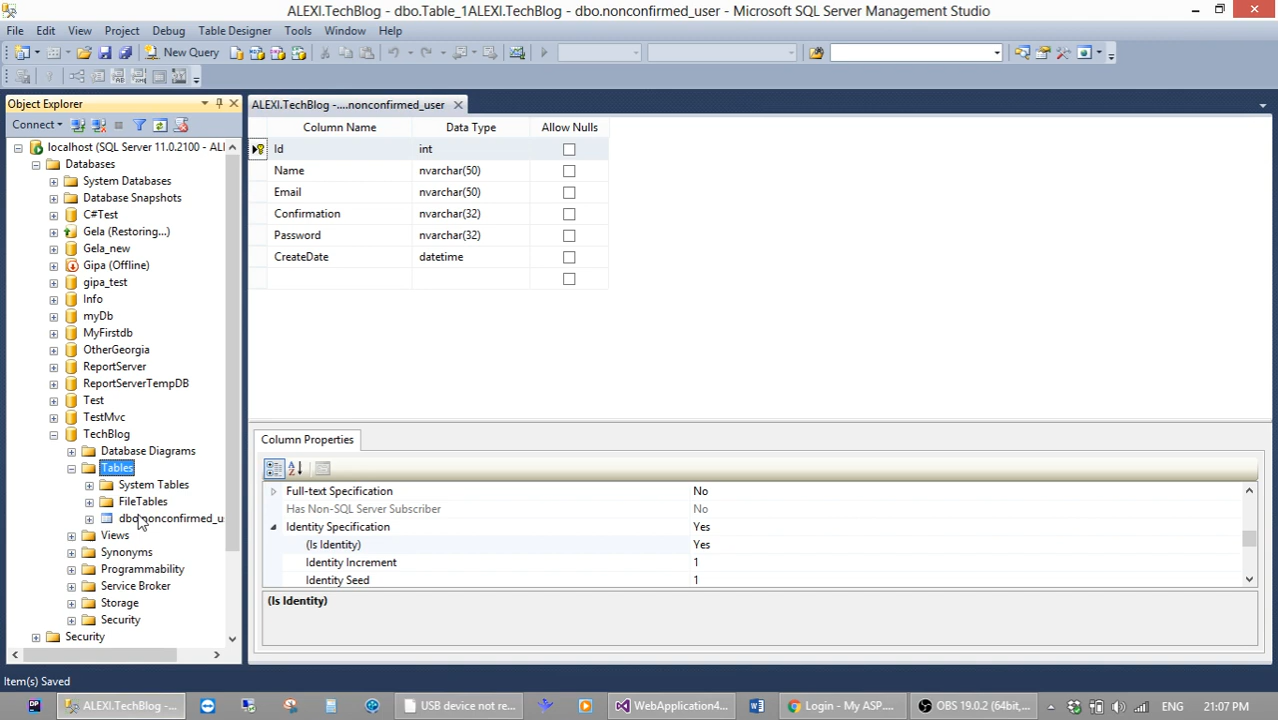 ALEXI.TechBlog - dbo.Table_1ALEXI.TechBlog - dbo.nonconfirmed_user - Microsoft SQL Server Management Studio
File Edit View Project Debug Table Designer Tools Window Help
New Query
Object Explorer
ALEXI.TechBlog -....nonconfirmed_user
Connect
Column Name Data Type Allow Nulls
localhost (SQL Server 11.0.2100 - ALI
Databases
System Databases
Database Snapshots
C#Test
Gela (Restoring...)
Gela_new
Gipa (Offline)
gipa_test
Info
myDb
MyFirstdb
OtherGeorgia
ReportServer
ReportServerTempDB
Test
TestMvc
TechBlog
Database Diagrams
Tables
System Tables
FileTables
dbo.nonconfirmed_u
Views
Synonyms
Programmability
Service Broker
Storage
Security
Security
Id int
Name nvarchar(50)
Email nvarchar(50)
Confirmation nvarchar(32)
Password nvarchar(32)
CreateDate datetime
Column Properties
Full-text Specification No
Has Non-SQL Server Subscriber No
Identity Specification Yes
(Is Identity) Yes
Identity Increment 1
Identity Seed 1
(Is Identity)
Item(s) Saved
DP ALEXI.TechBlog -... USB device not re... WebApplication4... Login - My ASP.... OBS 19.0.2 (64bit,... ENG 21:07 PM